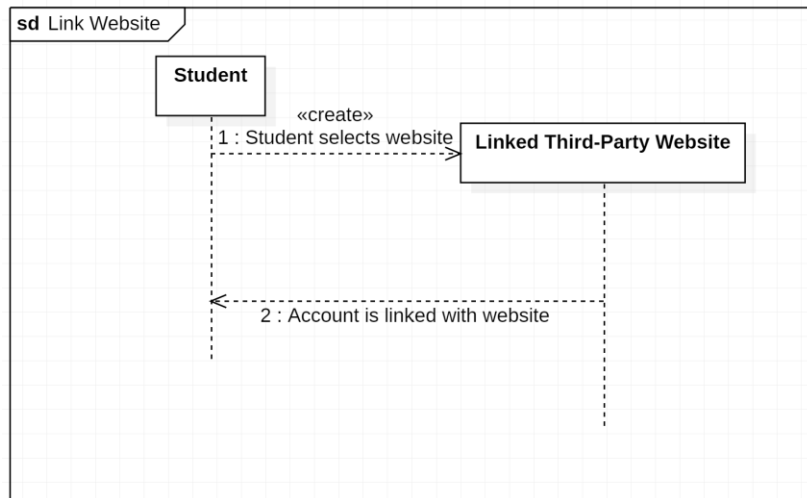 sd Link Website
Student
«create»
1 : Student selects website
Linked Third-Party Website
2 : Account is linked with website